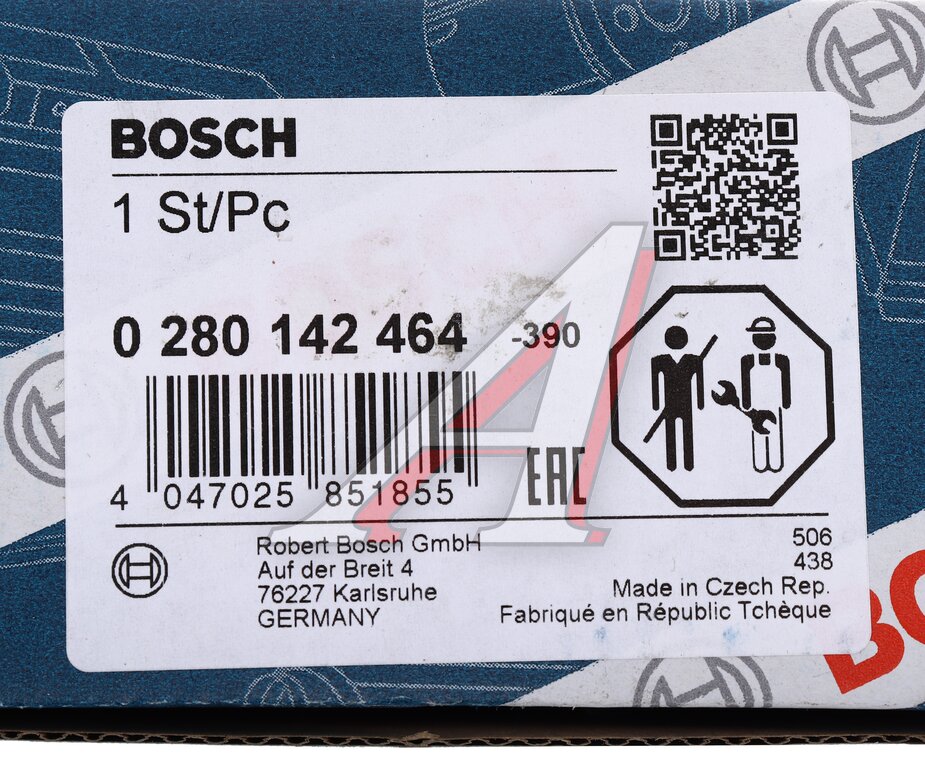 BOSCH
1 St/Pc
0 280 142 464 -390
4 047025 851855
EAC
Robert Bosch GmbH
Auf der Breit 4
76227 Karlsruhe
GERMANY
506
438
Made in Czech Rep.
Fabriqué en Républic Tchèque
BO